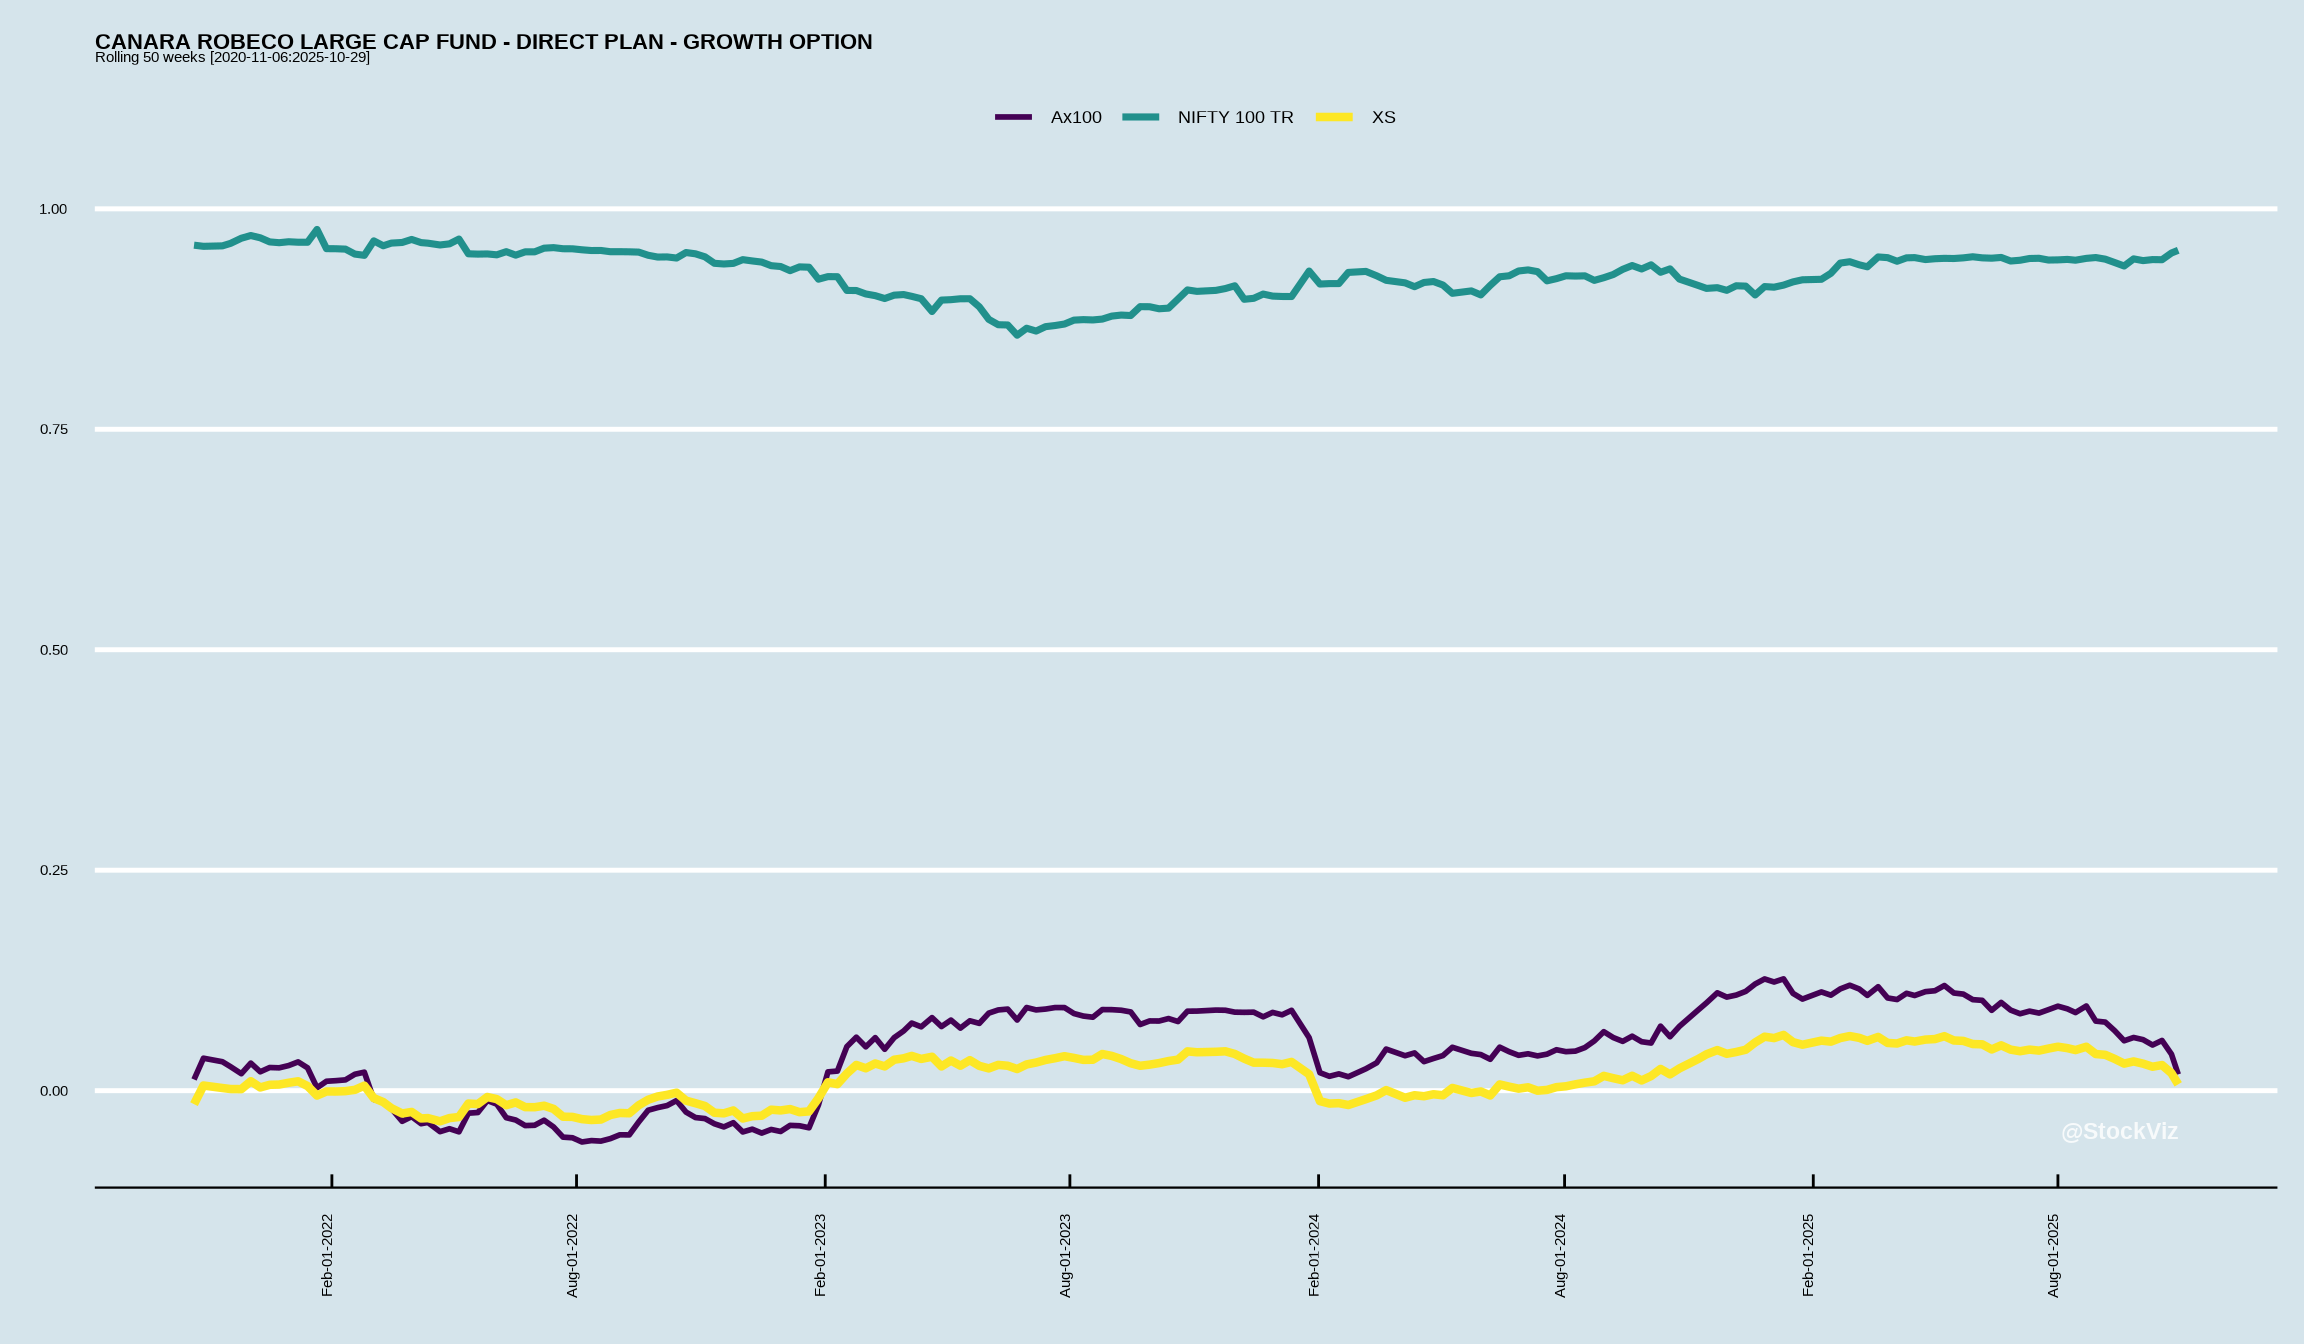 CANARA ROBECO LARGE CAP FUND - DIRECT PLAN - GROWTH OPTION
Rolling 50 weeks [2020-11-06:2025-10-29]
Ax100 NIFTY 100 TR XS
1.00
0.75
0.50
0.25
0.00
@StockViz
Feb-01-2022
Aug-01-2022
Feb-01-2023
Aug-01-2023
Feb-01-2024
Aug-01-2024
Feb-01-2025
Aug-01-2025